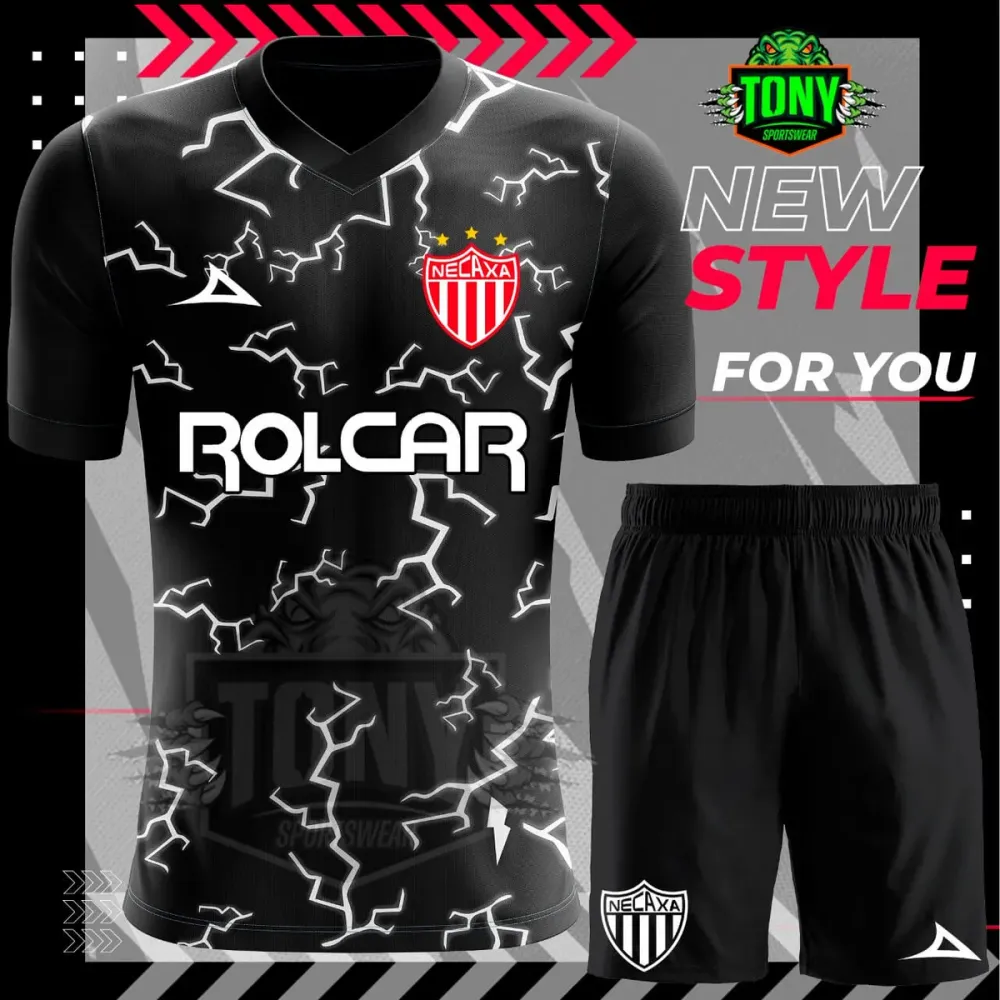 TONY
SPORTSWEAR
NEW
STYLE
FOR YOU
NECAXA
ROLCAR
TONY
SPORTSWEAR
NECAXA